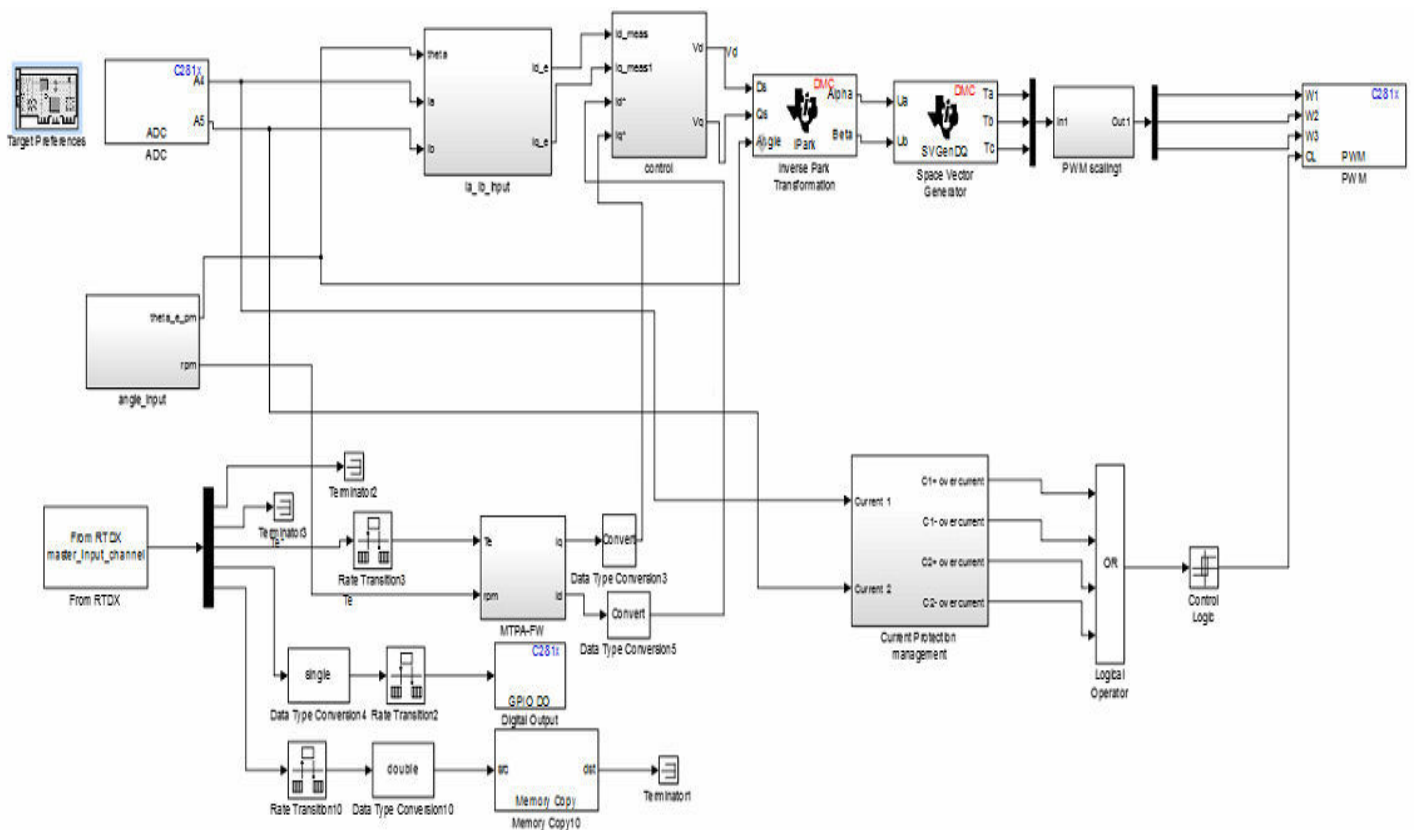 Target Preferences
C281x
A4
A5
ADC
ADC
theta
Ia
Ib
Id_e
Iq_e
Ia_Ib_Input
Id_meas
Iq_meas1
Id*
Iq*
Vd
Vq
control
Vd
DMC
Ds
Qs
Angle
Alpha
Beta
IPark
Inverse Park
Transformation
DMC
Ua
Ub
Ta
Tb
Tc
SVGenDQ
Space Vector
Generator
In1
Out1
PWM scaling1
C281x
W1
W2
W3
CL
PWM
PWM
theta_e_pm
rpm
angle_input
From RTDX
master_input_channel
From RTDX
Terminator2
Terminator3
Te*
Rate Transition3
Te
Te
rpm
Iq
Id
MTPA-FW
Convert
Data Type Conversion3
Convert
Data Type Conversion5
single
Data Type Conversion4
Rate Transition2
C281x
GPIO DO
Digital Output
Rate Transition10
double
Data Type Conversion10
src
dst
Memory Copy
Memory Copy10
Terminator1
Current 1
Current 2
C1+ overcurrent
C1- overcurrent
C2+ overcurrent
C2- overcurrent
Current Protection
management
OR
Logical
Operator
Control
Logic